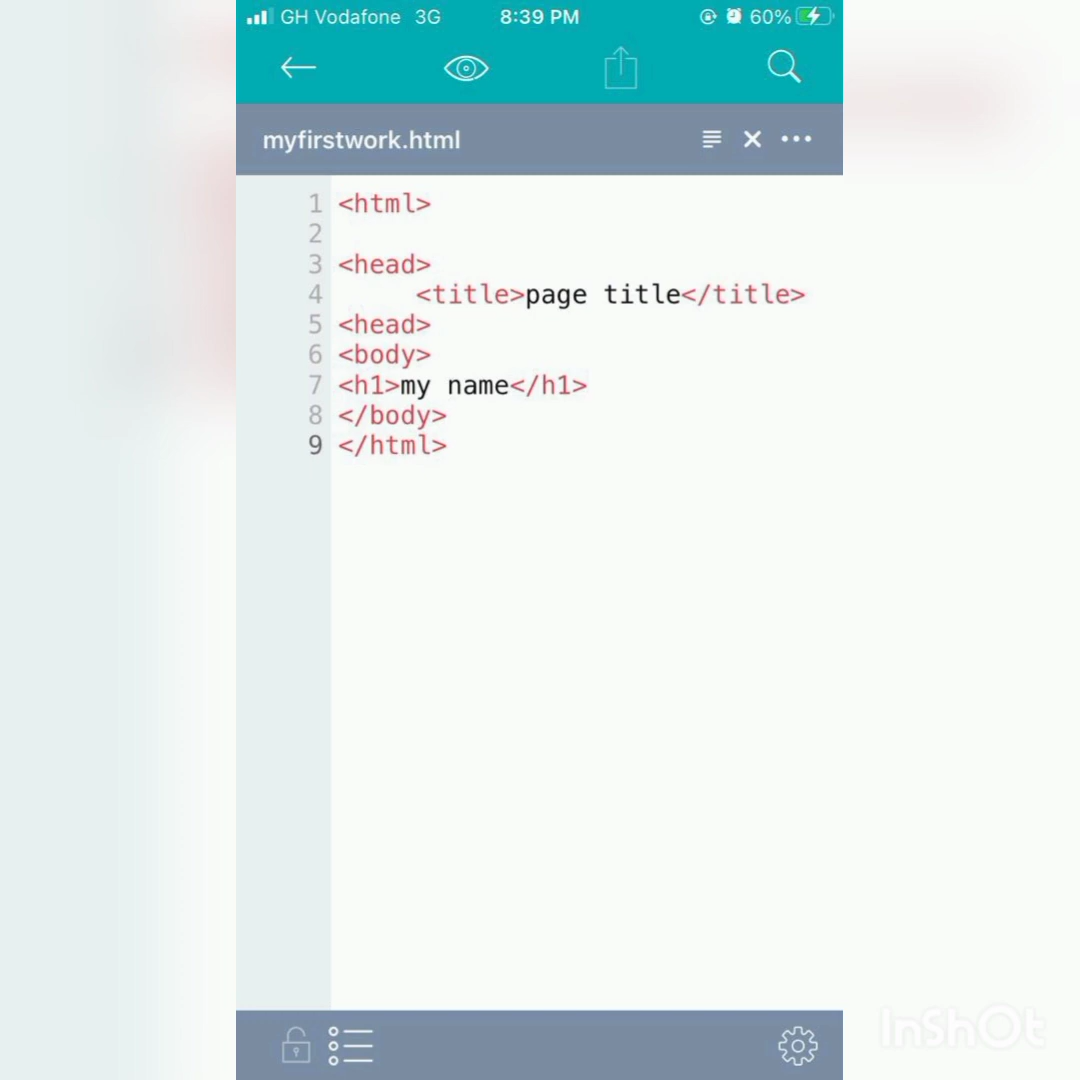 GH Vodafone 3G 8:39 PM 60%
myfirstwork.html
1 <html>
2
3 <head>
4 <title>page title</title>
5 <head>
6 <body>
7 <h1>my name</h1>
8 </body>
9 </html>
InShOt